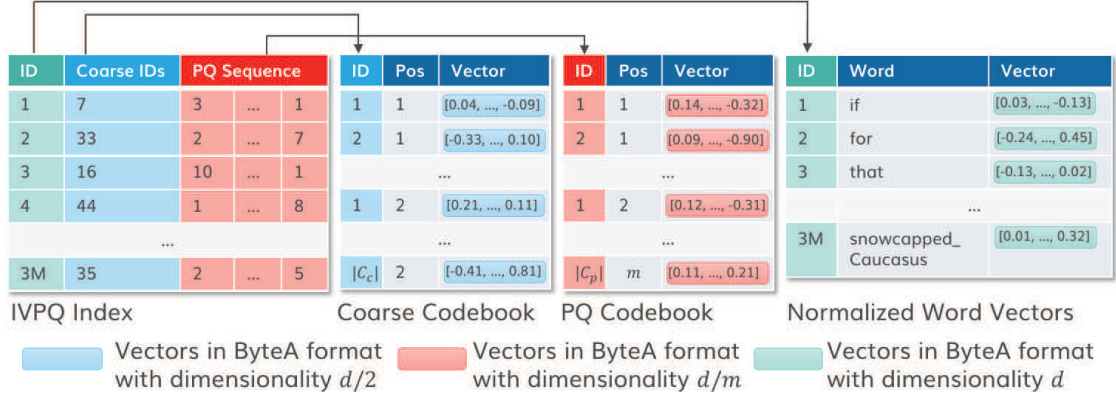 ID Coarse IDs PQ Sequence
1 7 3 ... 1
2 33 2 ... 7
3 16 10 ... 1
4 44 1 ... 8
...
3M 35 2 ... 5
IVPQ Index
ID Pos Vector
1 1 [0.04, ..., -0.09]
2 1 [-0.33, ..., 0.10]
...
1 2 [0.21, ..., 0.11]
...
|C_c| 2 [-0.41, ..., 0.81]
Coarse Codebook
ID Pos Vector
1 1 [0.14, ..., -0.32]
2 1 [0.09, ..., -0.90]
...
1 2 [0.12, ..., -0.31]
...
|C_p| m [0.11, ..., 0.21]
PQ Codebook
ID Word Vector
1 if [0.03, ..., -0.13]
2 for [-0.24, ..., 0.45]
3 that [-0.13, ..., 0.02]
...
3M snowcapped_ [0.01, ..., 0.32]
Caucasus
Normalized Word Vectors
Vectors in ByteA format
with dimensionality d/2
Vectors in ByteA format
with dimensionality d/m
Vectors in ByteA format
with dimensionality d